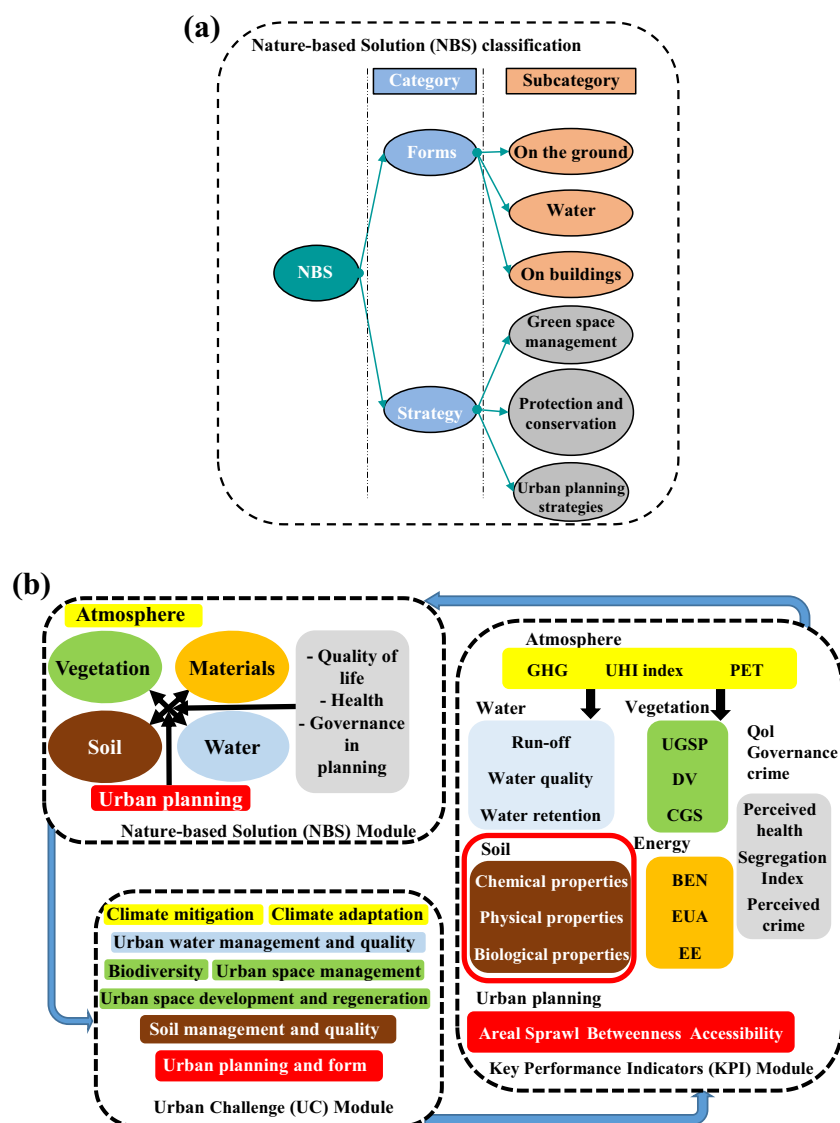 (a)
Nature-based Solution (NBS) classification
Category
Subcategory
Forms
On the ground
Water
On buildings
NBS
Green space
management
Strategy
Protection and
conservation
Urban planning
strategies
(b)
Atmosphere
Vegetation
Materials
Soil
Water
- Quality of
life
- Health
- Governance
in
planning
Urban planning
Nature-based Solution (NBS) Module
Climate mitigation
Climate adaptation
Urban water management and quality
Biodiversity
Urban space management
Urban space development and regeneration
Soil management and quality
Urban planning and form
Urban Challenge (UC) Module
Atmosphere
GHG UHI index PET
Water
Run-off
Water quality
Water retention
Vegetation
UGSP
DV
CGS
Qol
Governance
crime
Perceived
health
Segregation
Index
Perceived
crime
Soil
Chemical properties
Physical properties
Biological properties
Energy
BEN
EUA
EE
Urban planning
Areal Sprawl Betweenness Accessibility
Key Performance Indicators (KPI) Module